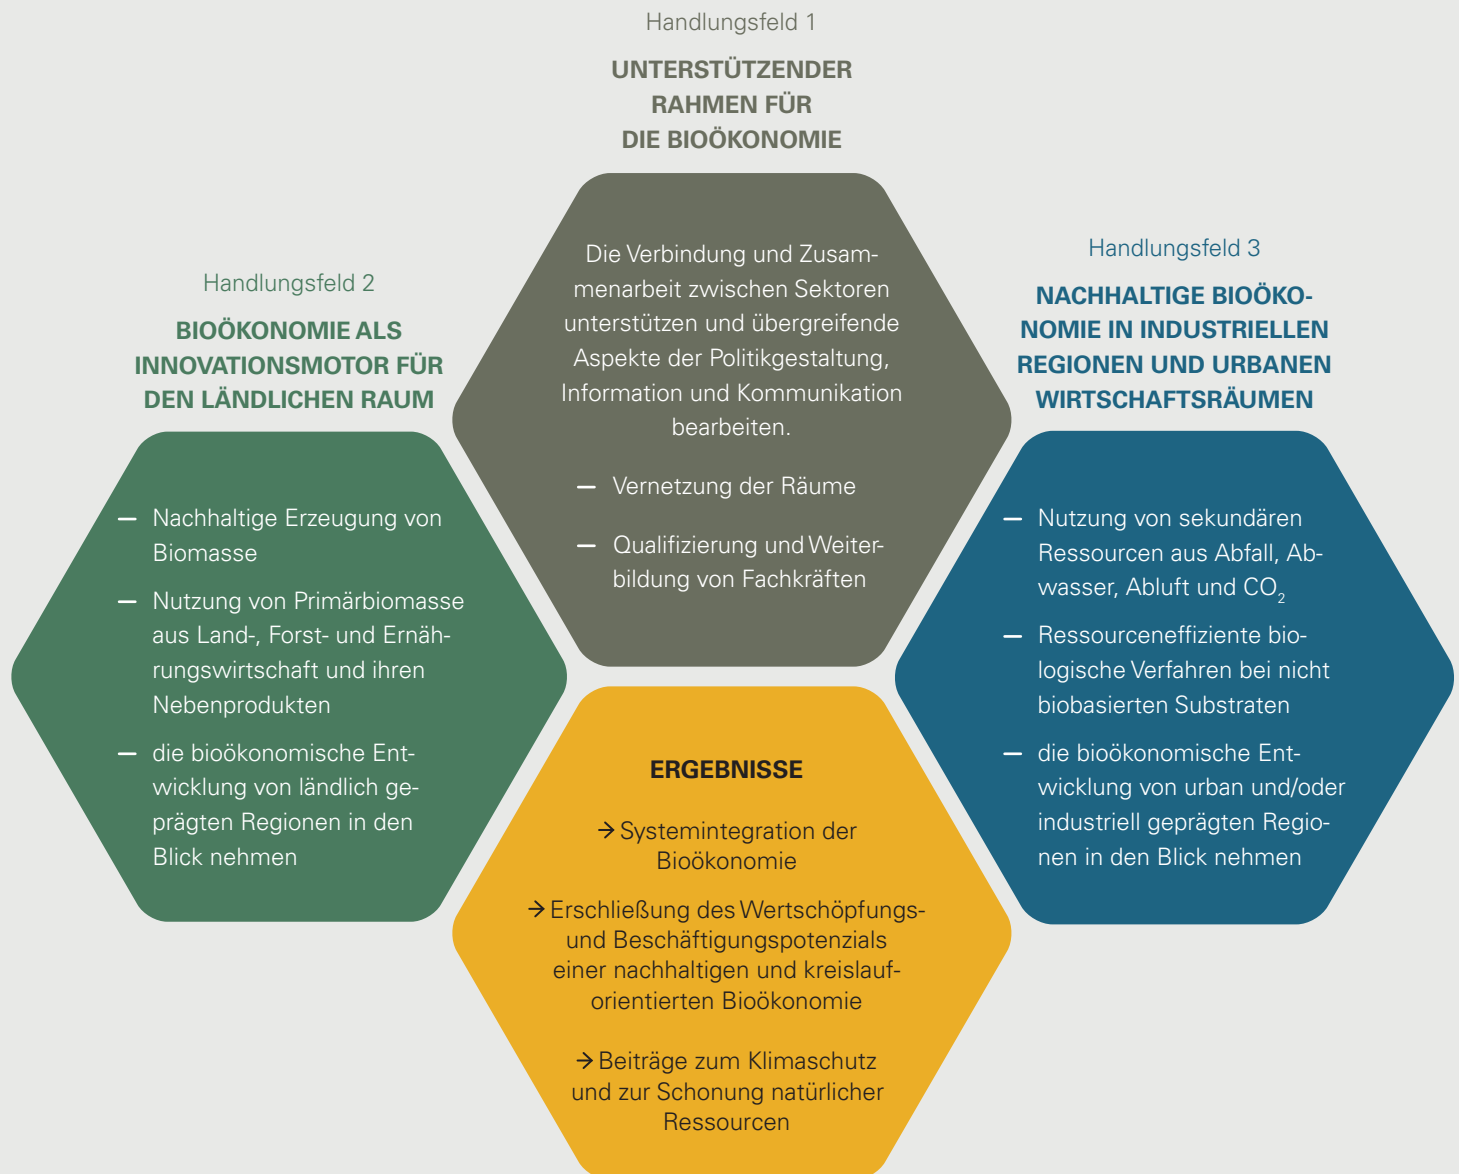 Handlungsfeld 1
UNTERSTÜTZENDER
RAHMEN FÜR
DIE BIOÖKONOMIE
Die Verbindung und Zusam-
menarbeit zwischen Sektoren
unterstützen und übergreifende
Aspekte der Politikgestaltung,
Information und Kommunikation
bearbeiten.
— Vernetzung der Räume
— Qualifizierung und Weiter-
bildung von Fachkräften
Handlungsfeld 2
BIOÖKONOMIE ALS
INNOVATIONSMOTOR FÜR
DEN LÄNDLICHEN RAUM
— Nachhaltige Erzeugung von
Biomasse
— Nutzung von Primärbiomasse
aus Land-, Forst- und Ernäh-
rungswirtschaft und ihren
Nebenprodukten
— die bioökonomische Ent-
wicklung von ländlich ge-
prägten Regionen in den
Blick nehmen
Handlungsfeld 3
NACHHALTIGE BIOÖKO-
NOMIE IN INDUSTRIELLEN
REGIONEN UND URBANEN
WIRTSCHAFTSRÄUMEN
— Nutzung von sekundären
Ressourcen aus Abfall, Ab-
wasser, Abluft und CO₂
— Ressourceneffiziente bio-
logische Verfahren bei nicht
biobasierten Substraten
— die bioökonomische Ent-
wicklung von urban und/oder
industriell geprägten Regio-
nen in den Blick nehmen
ERGEBNISSE
→ Systemintegration der
Bioökonomie
→ Erschließung des Wertschöpfungs-
und Beschäftigungspotenzials
einer nachhaltigen und kreislauf-
orientierten Bioökonomie
→ Beiträge zum Klimaschutz
und zur Schonung natürlicher
Ressourcen